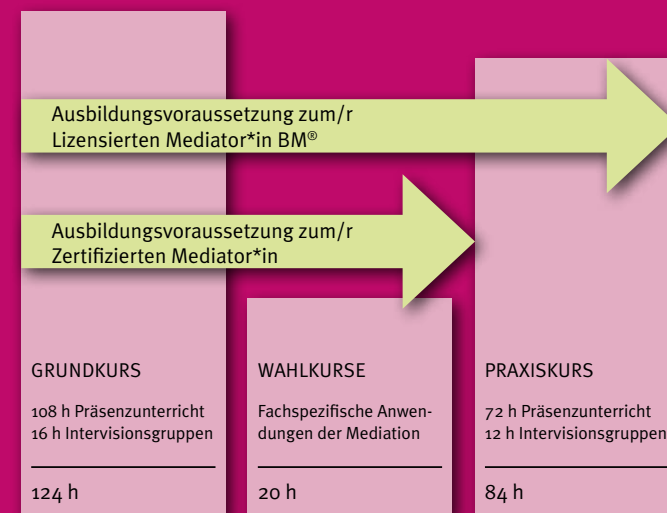 Ausbildungsvoraussetzung zum/r
Lizensierten Mediator*in BM®
Ausbildungsvoraussetzung zum/r
Zertifizierten Mediator*in
GRUNDKURS
108 h Präsenzunterricht
16 h Intervisionsgruppen
124 h
WAHLKURSE
Fachspezifische Anwen-
dungen der Mediation
20 h
PRAXISKURS
72 h Präsenzunterricht
12 h Intervisionsgruppen
84 h